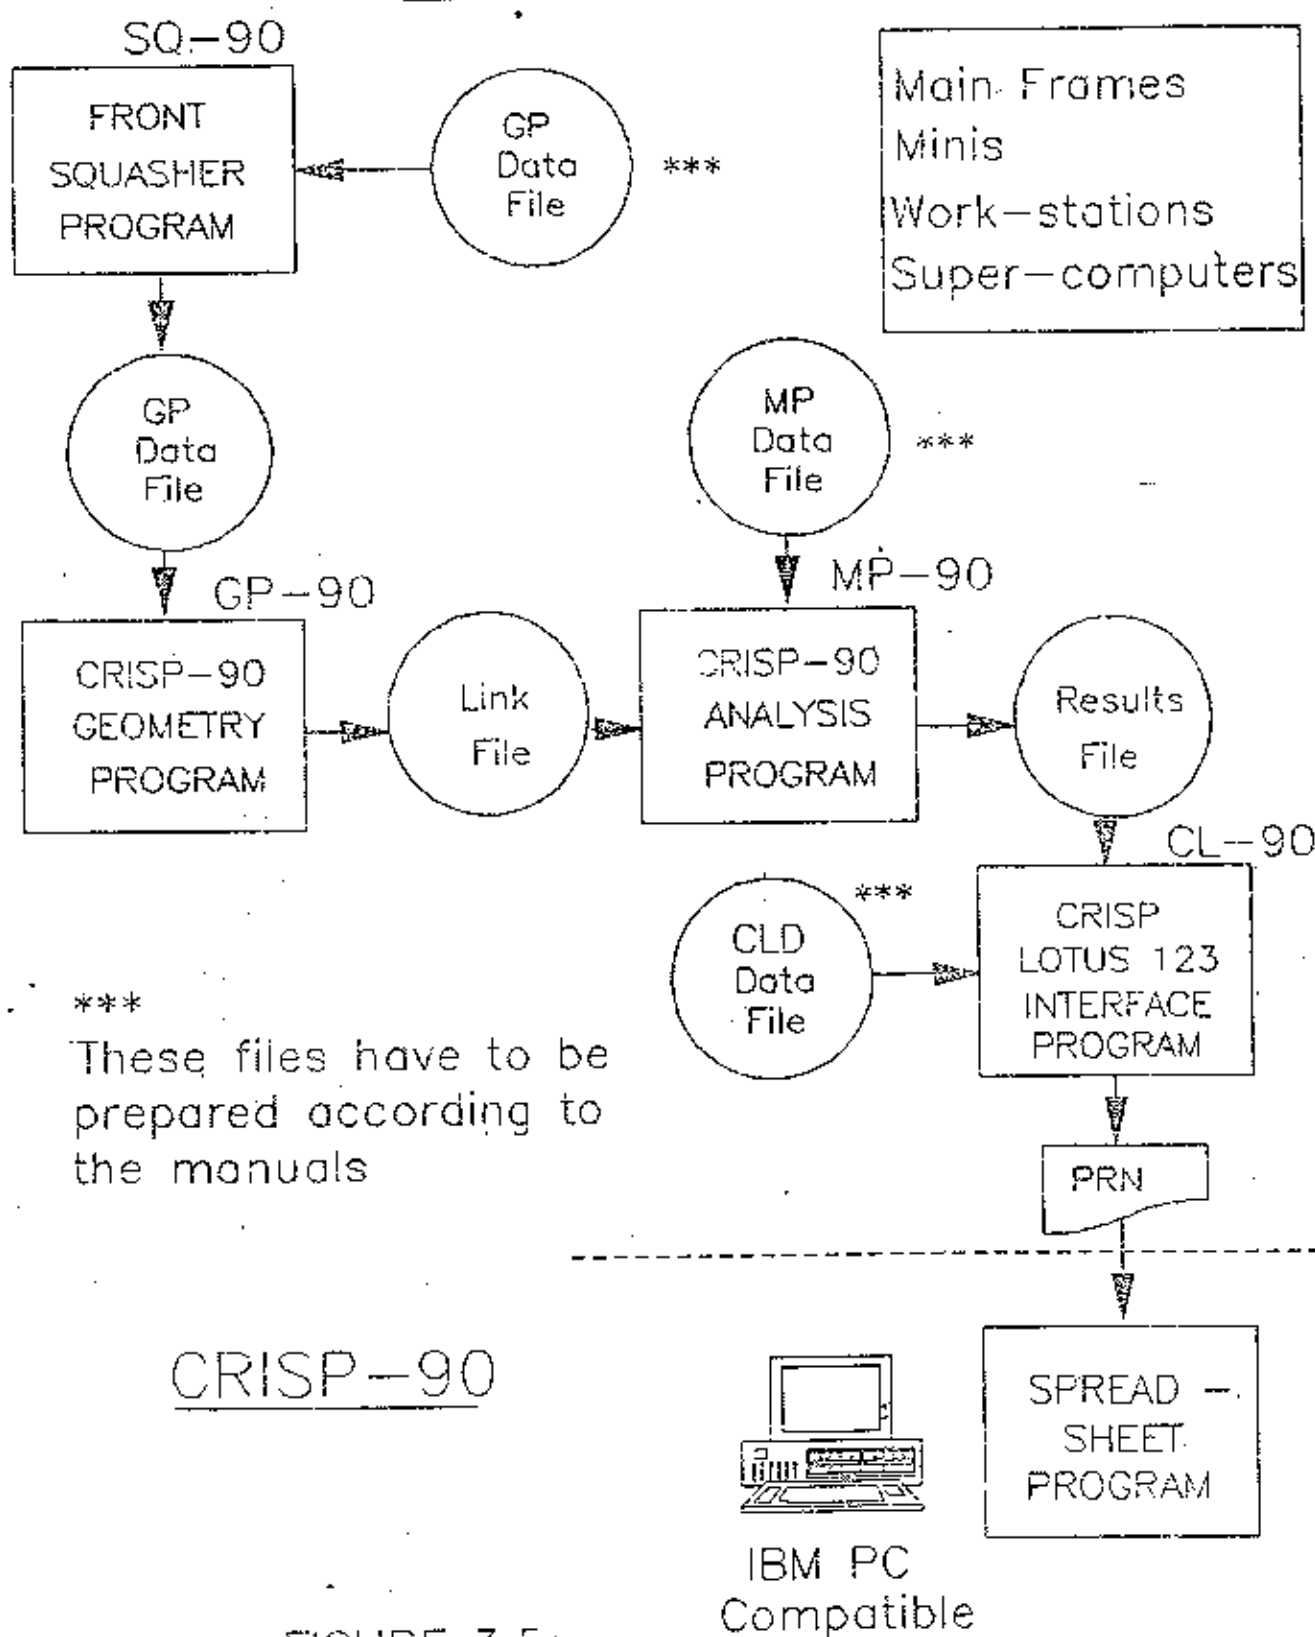 SQ-90
FRONT
SQUASHER
PROGRAM
GP
Data
File
***
Main Frames
Minis
Work-stations
Super-computers
GP
Data
File
MP
Data
File
***
GP-90
CRISP-90
GEOMETRY
PROGRAM
Link
File
MP-90
CRISP-90
ANALYSIS
PROGRAM
Results
File
CL-90
CRISP
LOTUS 123
INTERFACE
PROGRAM
CLD
Data
File
***
***
These files have to be
prepared according to
the manuals
PRN
CRISP-90
SPREAD -
SHEET
PROGRAM
IBM PC
Compatible
FIGURE 3.5: